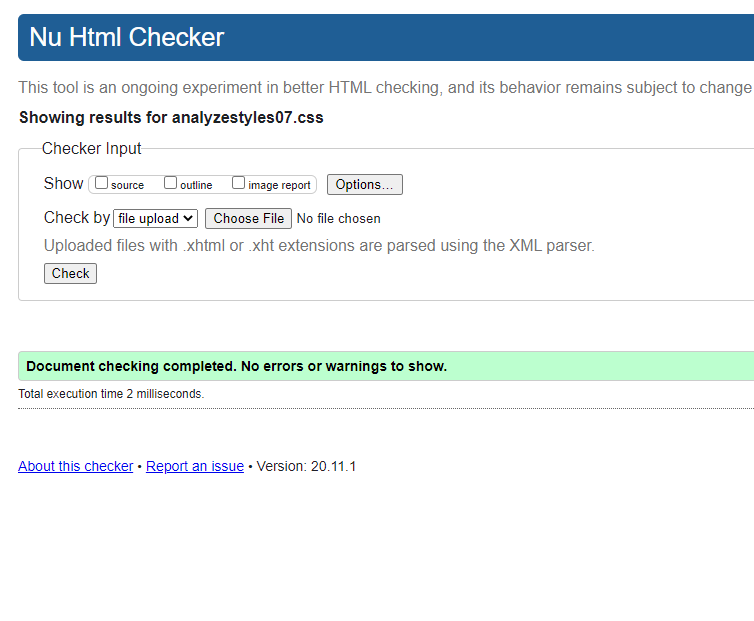 Nu Html Checker
This tool is an ongoing experiment in better HTML checking, and its behavior remains subject to change
Showing results for analyzestyles07.css
Checker Input
Show source outline image report Options...
Check by file upload Choose File No file chosen
Uploaded files with .xhtml or .xht extensions are parsed using the XML parser.
Check
Document checking completed. No errors or warnings to show.
Total execution time 2 milliseconds.
About this checker • Report an issue • Version: 20.11.1